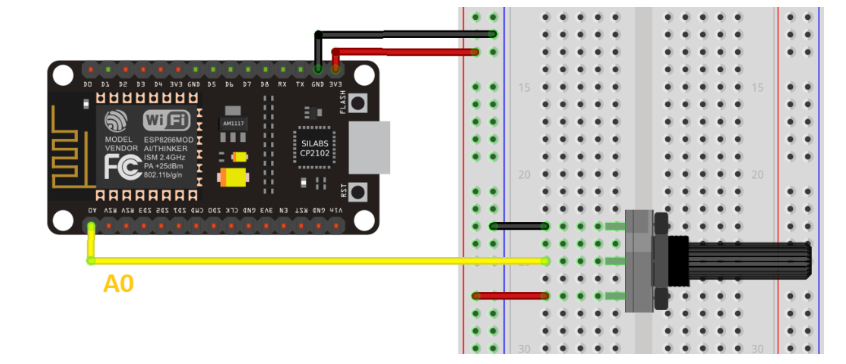 D0 D1 D2 D3 D4 3V3 GND D5 D6 D7 D8 RX TX GND 3V3
FLASH
WiFi
MODEL
VENDOR
ESP8266MOD
AI/THINKER
ISM 2.4GHz
PA +25dBm
802.11b/g/n
FC
AM1117
SILABS
CP2102
RST
A0 RSV RSV SD3 SD2 SD1 CMD SD0 CLK GND 3V3 EN RST GND Vin
A0
15
15
20
20
30
30